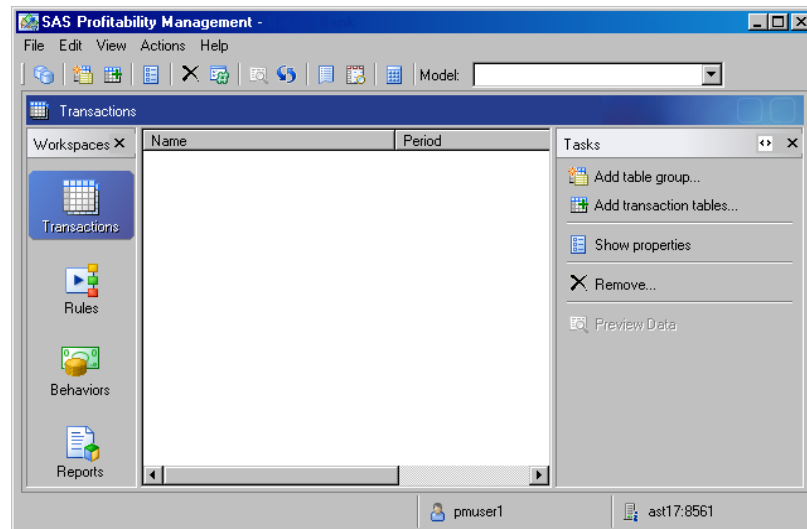 SAS Profitability Management -
File Edit View Actions Help
Model:
Transactions
Workspaces
Name Period
Tasks
Transactions
Rules
Behaviors
Reports
Add table group...
Add transaction tables...
Show properties
Remove...
Preview Data
pmuser1 ast17:8561